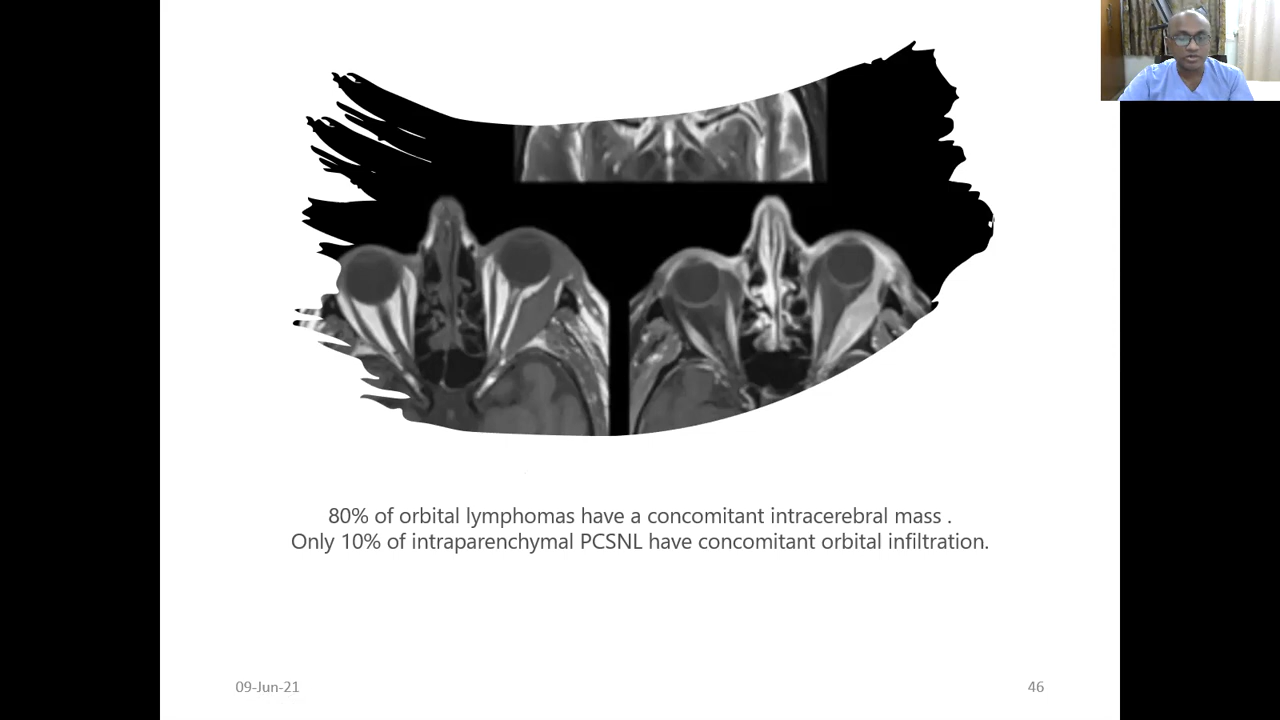 80% of orbital lymphomas have a concomitant intracerebral mass .
Only 10% of intraparenchymal PCSNL have concomitant orbital infiltration.
09-Jun-21
46